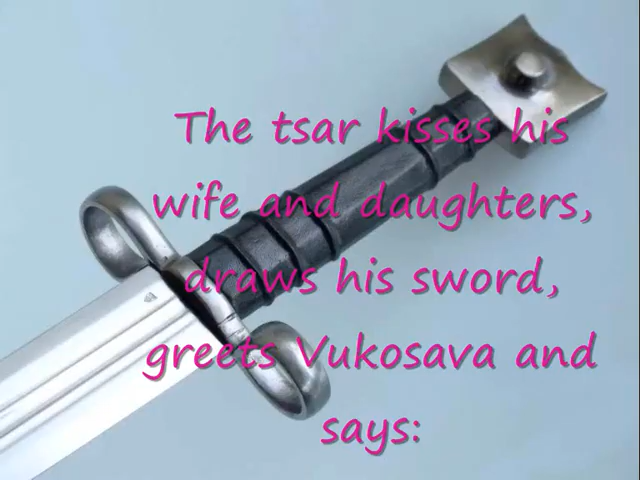 The tsar kisses his
wife and daughters,
draws his sword,
greets Vukosava and
says: